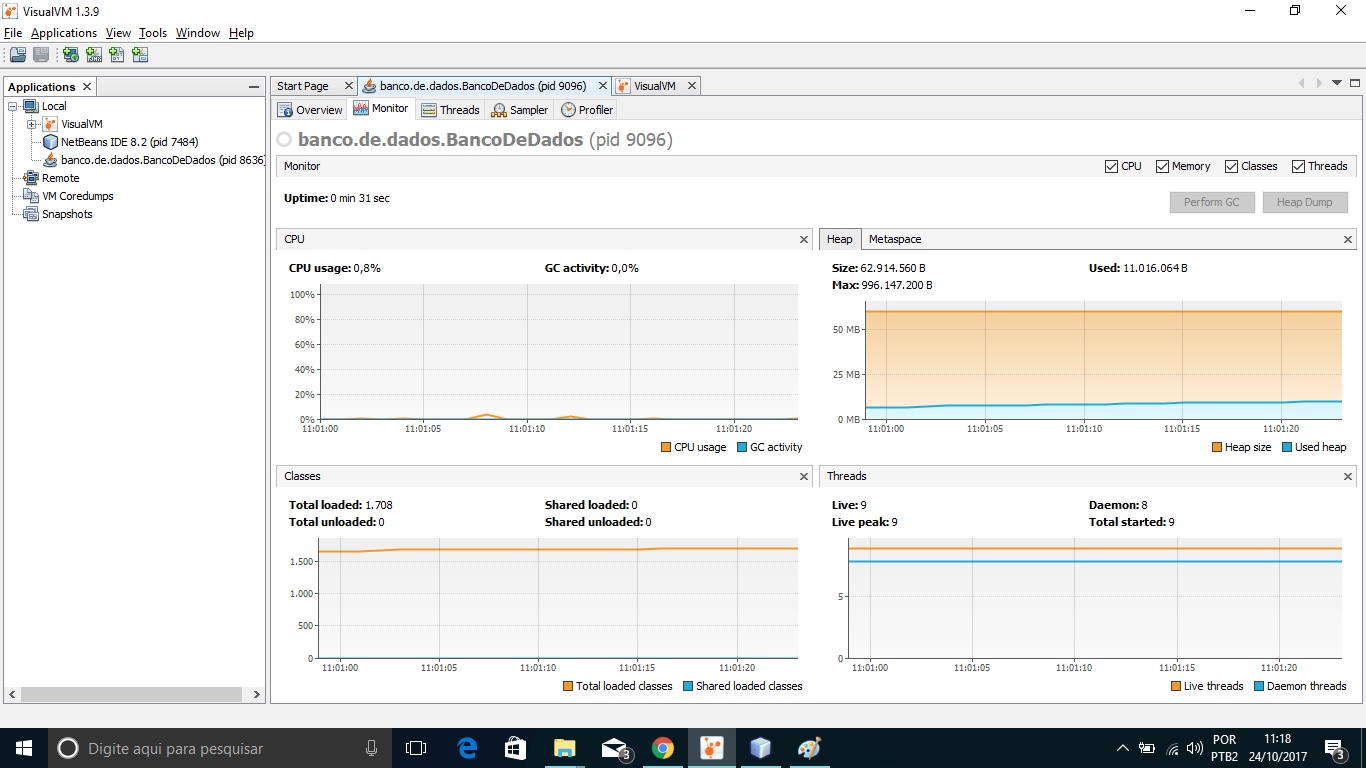 VisualVM 1.3.9
File Applications View Tools Window Help
Applications
Local
VisualVM
NetBeans IDE 8.2 (pid 7484)
banco.de.dados.BancoDeDados (pid 8636)
Remote
VM Coredumps
Snapshots
Start Page banco.de.dados.BancoDeDados (pid 9096) VisualVM
Overview Monitor Threads Sampler Profiler
banco.de.dados.BancoDeDados (pid 9096)
Monitor CPU Memory Classes Threads
Uptime: 0 min 31 sec Perform GC Heap Dump
CPU
CPU usage: 0,8% GC activity: 0,0%
100%
80%
60%
40%
20%
0%
11:01:00 11:01:05 11:01:10 11:01:15 11:01:20
CPU usage GC activity
Heap Metaspace
Size: 62.914.560 B Used: 11.016.064 B
Max: 996.147.200 B
50 MB
25 MB
0 MB
11:01:00 11:01:05 11:01:10 11:01:15 11:01:20
Heap size Used heap
Classes
Total loaded: 1.708 Shared loaded: 0
Total unloaded: 0 Shared unloaded: 0
1.500
1.000
500
0
11:01:00 11:01:05 11:01:10 11:01:15 11:01:20
Total loaded classes Shared loaded classes
Threads
Live: 9 Daemon: 8
Live peak: 9 Total started: 9
5
0
11:01:00 11:01:05 11:01:10 11:01:15 11:01:20
Live threads Daemon threads
Digite aqui para pesquisar
3
POR
PTB2
11:18
24/10/2017
3